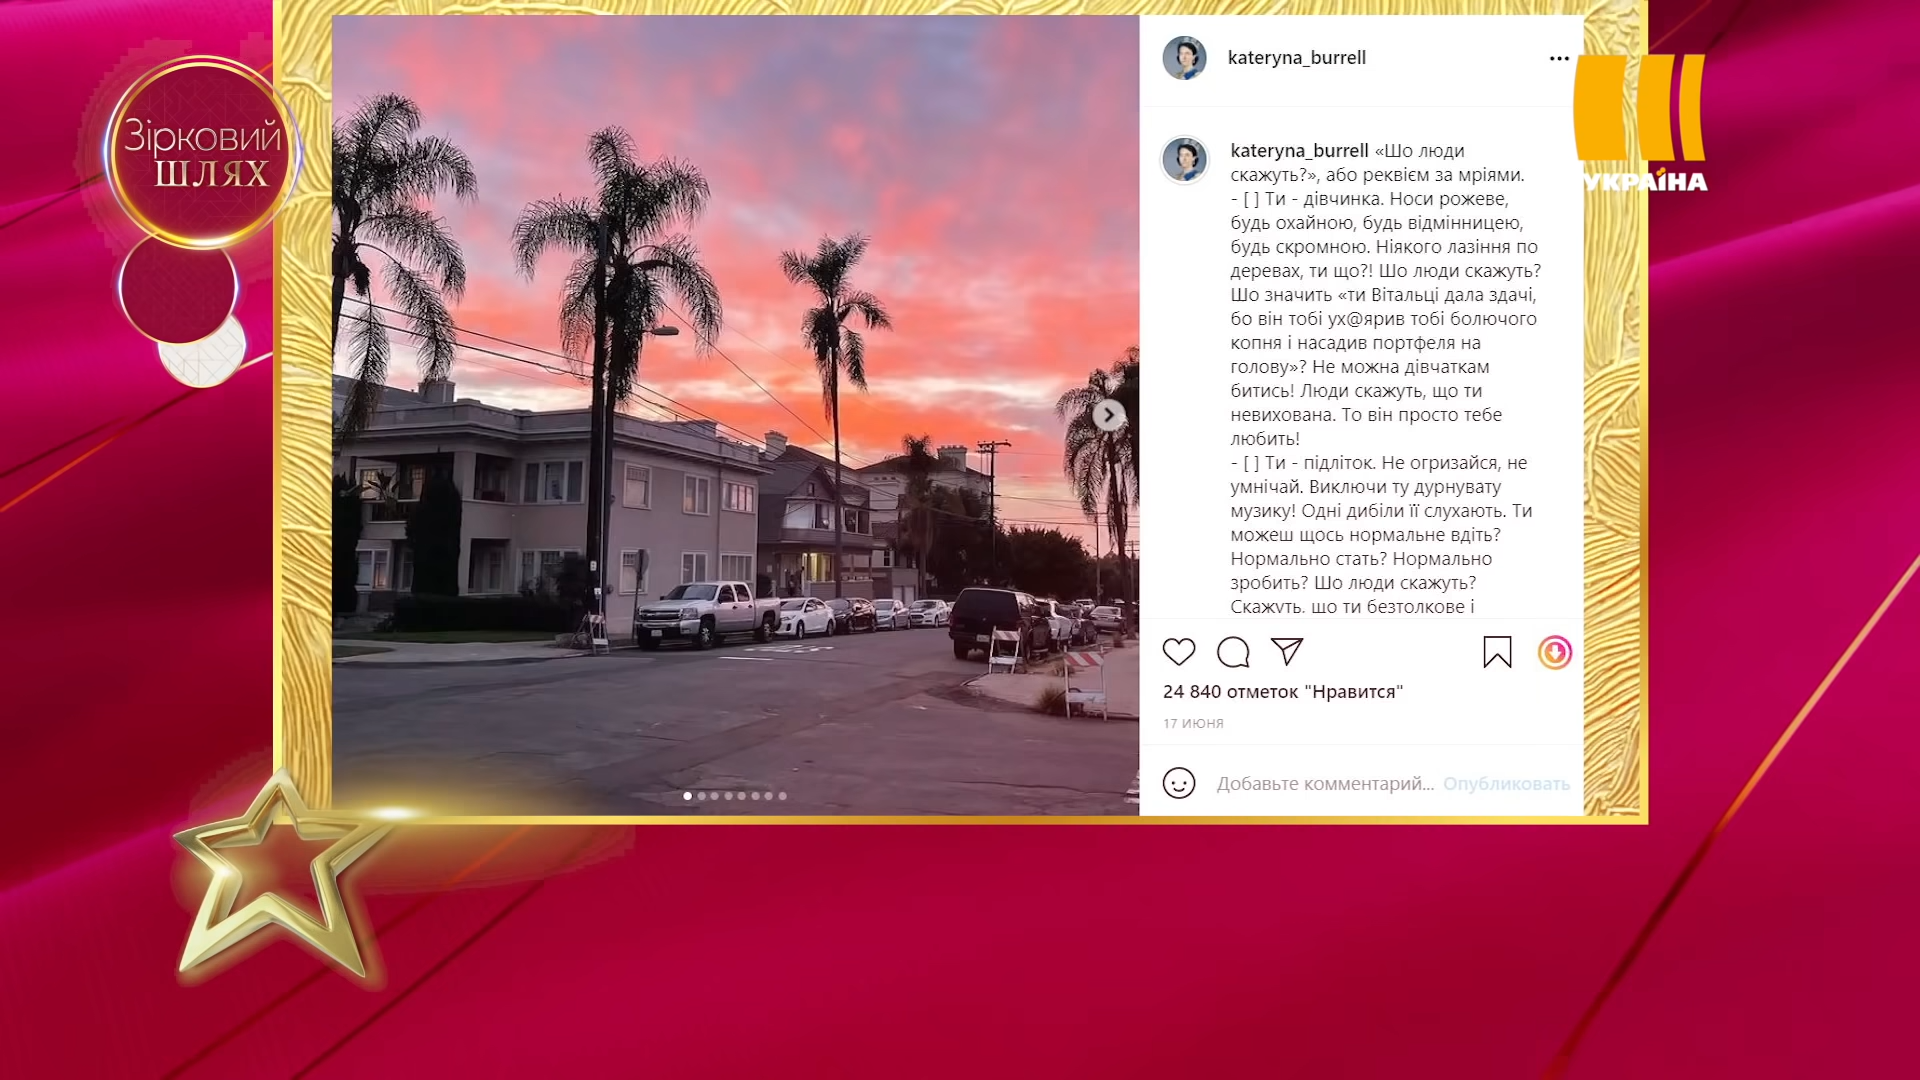 Зірковий
ШЛЯХ
kateryna_burrell
УКРАЇНА
kateryna_burrell «Шо люди
скажуть?», або реквієм за мріями.
- [ ] Ти - дівчинка. Носи рожеве,
будь охайною, будь відмінницею,
будь скромною. Ніякого лазіння по
деревах, ти що?! Шо люди скажуть?
Шо значить «ти Вітальці дала здачі,
бо він тобі ух@ярив тобі болючого
копня і насадив портфеля на
голову»? Не можна дівчаткам
битись! Люди скажуть, що ти
невихована. То він просто тебе
любить!
- [ ] Ти - підліток. Не огризайся, не
умнічай. Виключи ту дурнувату
музику! Одні дибіли її слухають. Ти
можеш щось нормальне вдіть?
Нормально стать? Нормально
зробить? Шо люди скажуть?
Скажуть, що ти безтолкове і
24 840 отметок "Нравится"
17 ИЮНЯ
Добавьте комментарий... Опубликовать